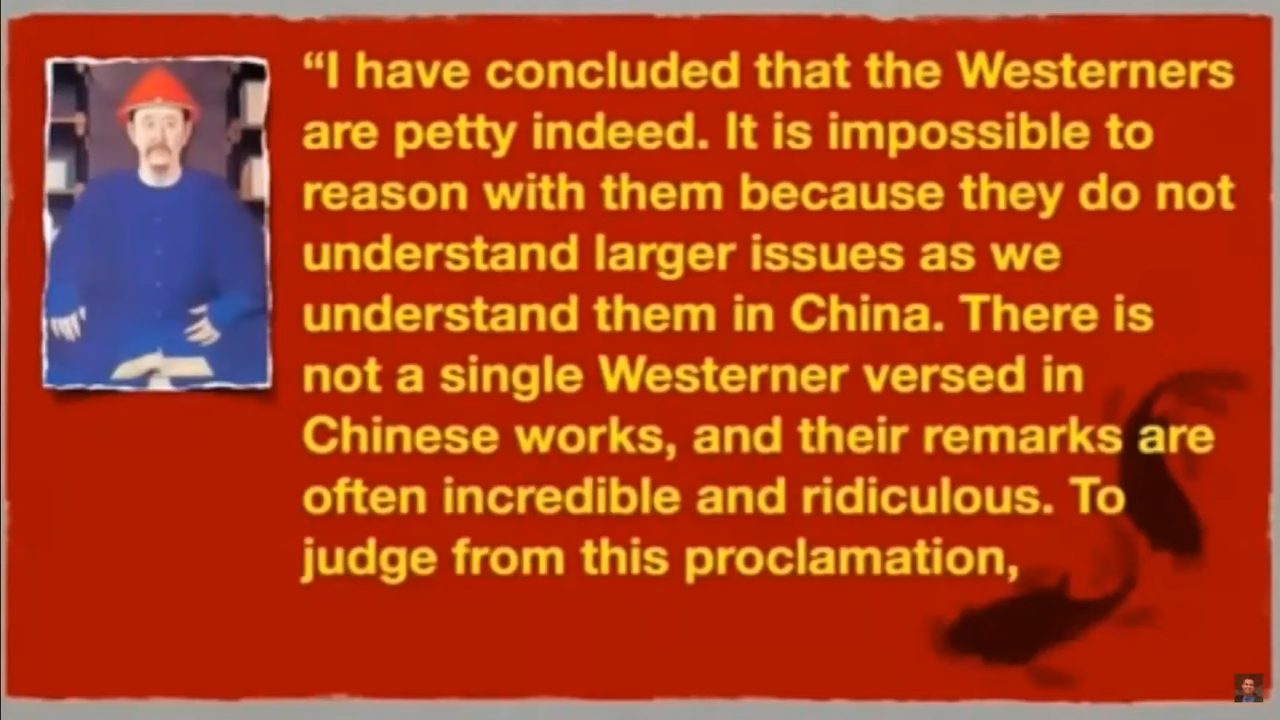 “I have concluded that the Westerners
are petty indeed. It is impossible to
reason with them because they do not
understand larger issues as we
understand them in China. There is
not a single Westerner versed in
Chinese works, and their remarks are
often incredible and ridiculous. To
judge from this proclamation,